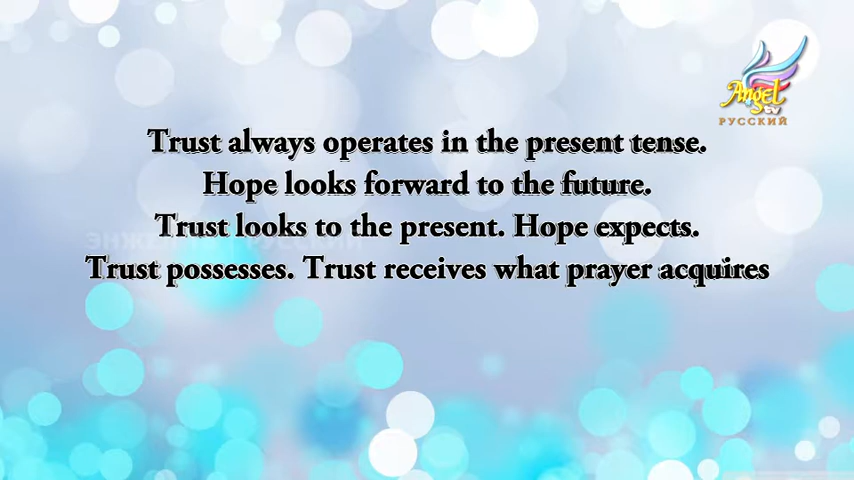 Angel
tv
РУССКИЙ
Trust always operates in the present tense.
Hope looks forward to the future.
Trust looks to the present. Hope expects.
Trust possesses. Trust receives what prayer acquires